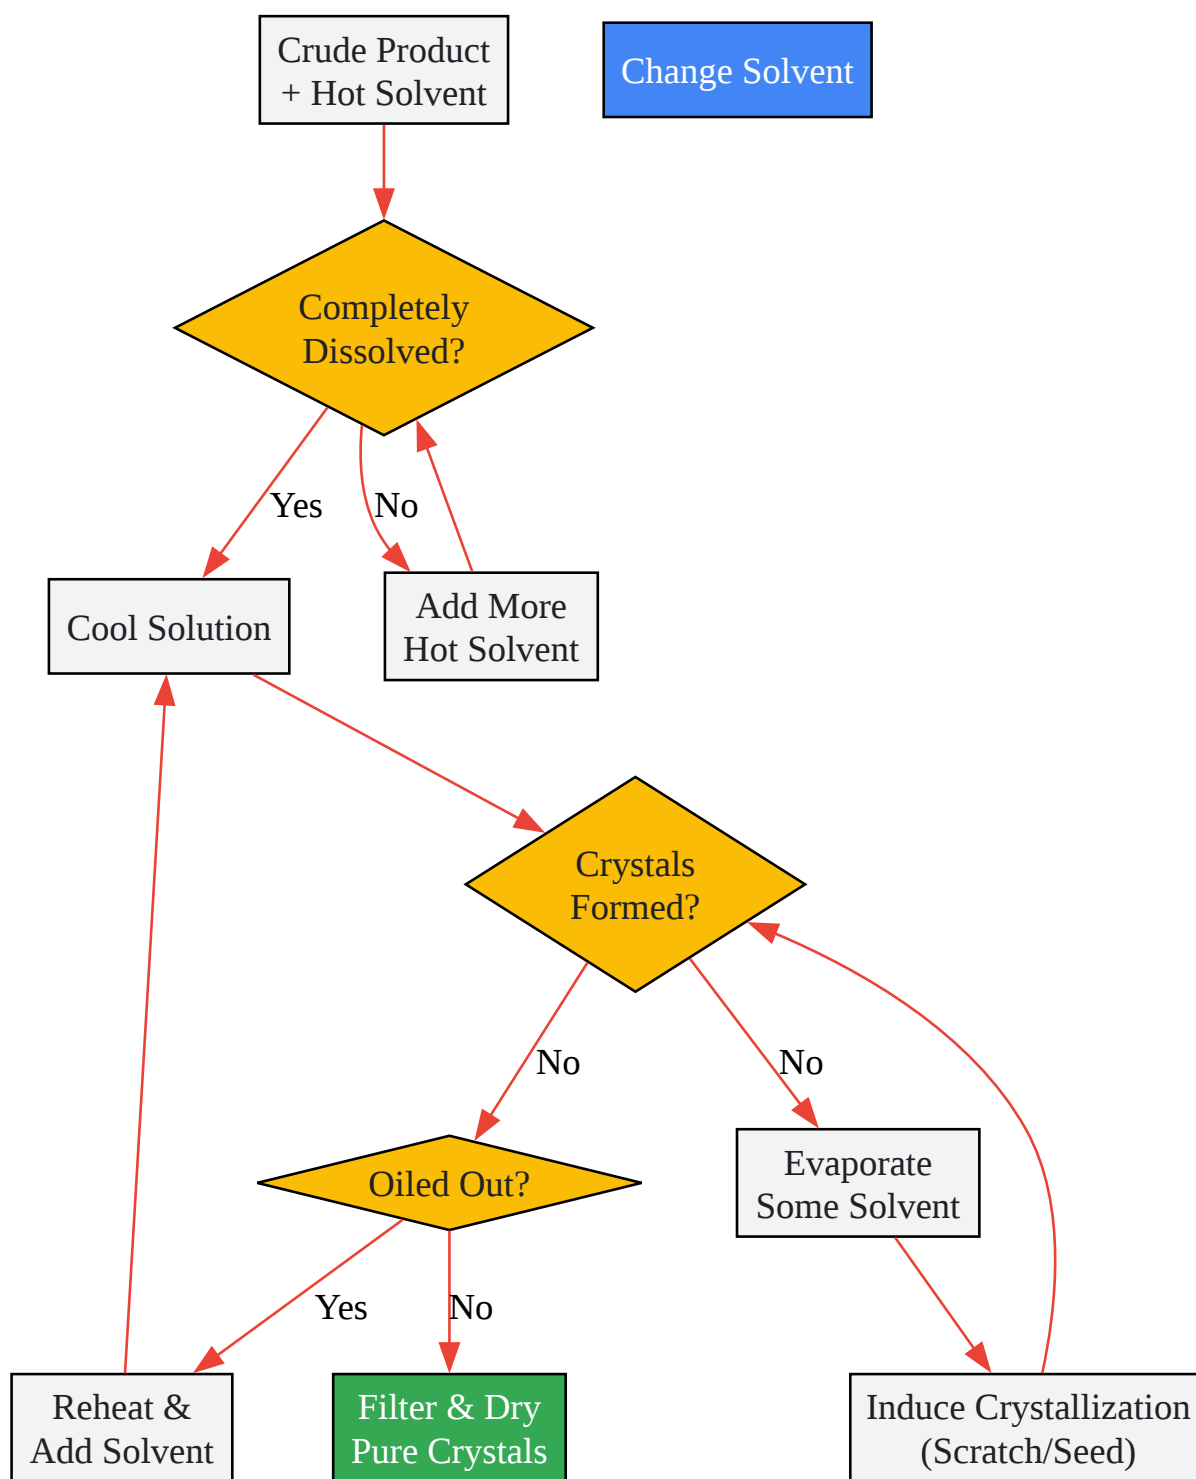 Crude Product
+ Hot Solvent
Change Solvent
Completely
Dissolved?
Yes
No
Cool Solution
Add More
Hot Solvent
Crystals
Formed?
No
No
Oiled Out?
Evaporate
Some Solvent
Yes
No
Reheat &
Add Solvent
Filter & Dry
Pure Crystals
Induce Crystallization
(Scratch/Seed)